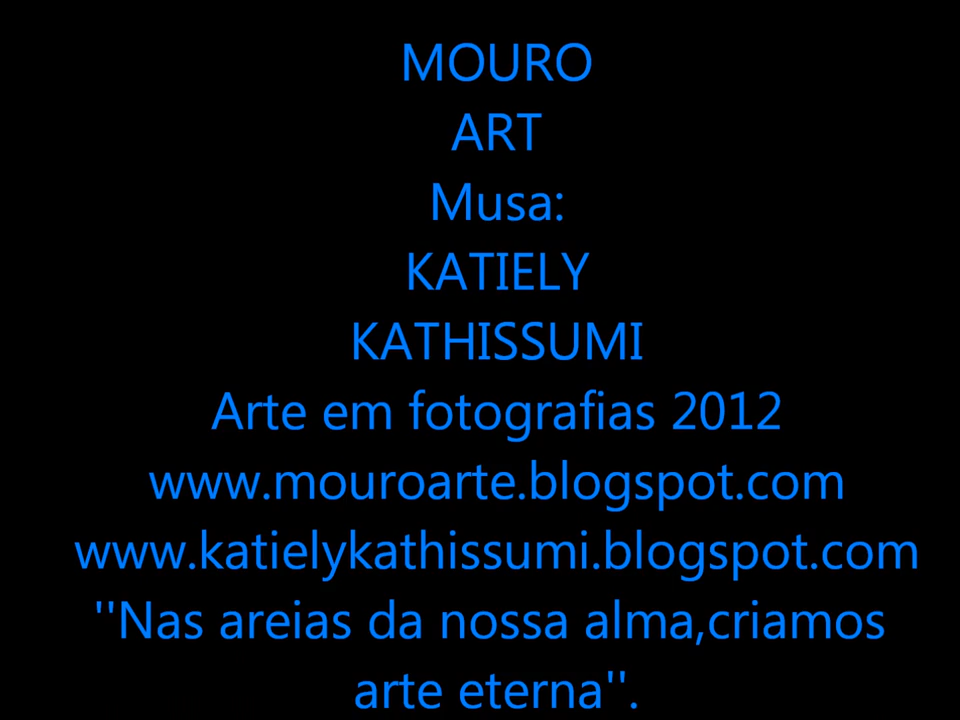 MOURO
ART
Musa:
KATIELY
KATHISSUMI
Arte em fotografias 2012
www.mouroarte.blogspot.com
www.katielykathissumi.blogspot.com
''Nas areias da nossa alma,criamos
arte eterna''.